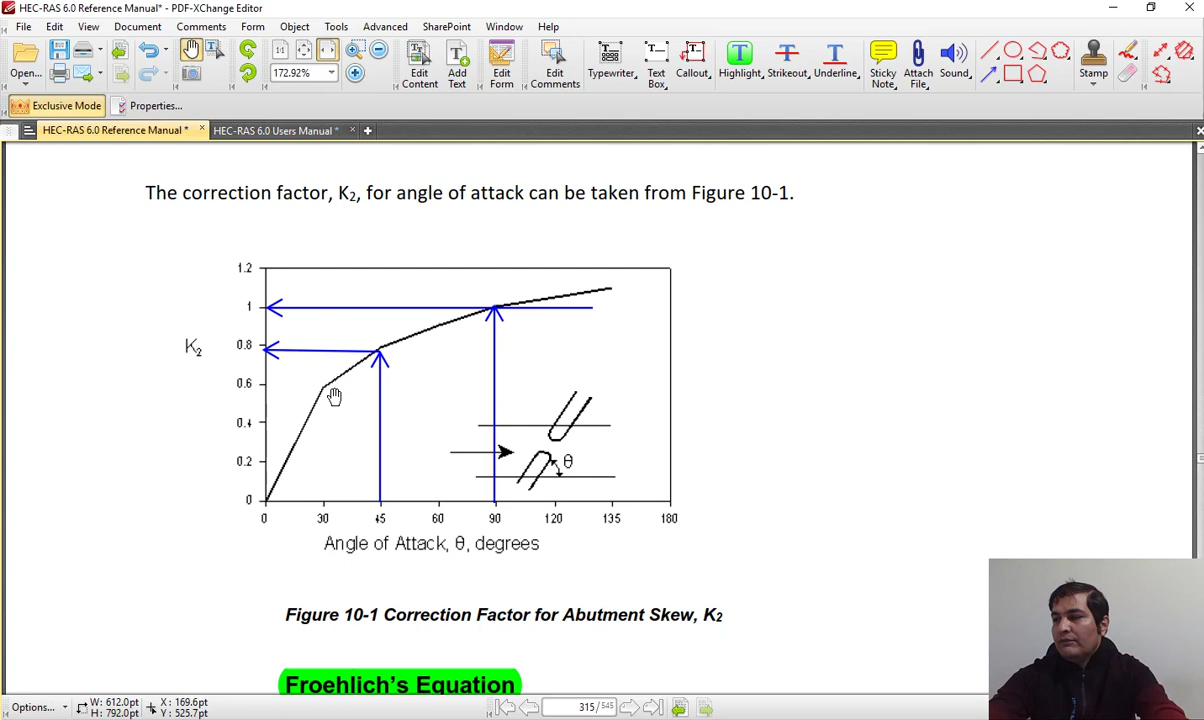 HEC-RAS 6.0 Reference Manual* - PDF-XChange Editor
File Edit View Document Comments Form Object Tools Advanced SharePoint Window Help
Open...
172.92%
1:1
Edit Content
Add Text
Edit Form
Edit Comments
Typewriter
Text Box
Callout
Highlight
Strikeout
Underline
Sticky Note
Attach File
Sound
Stamp
Exclusive Mode Properties...
HEC-RAS 6.0 Reference Manual * HEC-RAS 6.0 Users Manual *
The correction factor, K2, for angle of attack can be taken from Figure 10-1.
1.2
1
0.8
0.6
0.4
0.2
0
K2
θ
0 30 45 60 90 120 135 180
Angle of Attack, θ, degrees
Figure 10-1 Correction Factor for Abutment Skew, K2
Froehlich's Equation
Options...
W: 612.0pt
H: 792.0pt
X: 169.6pt
Y: 525.7pt
315 / 545